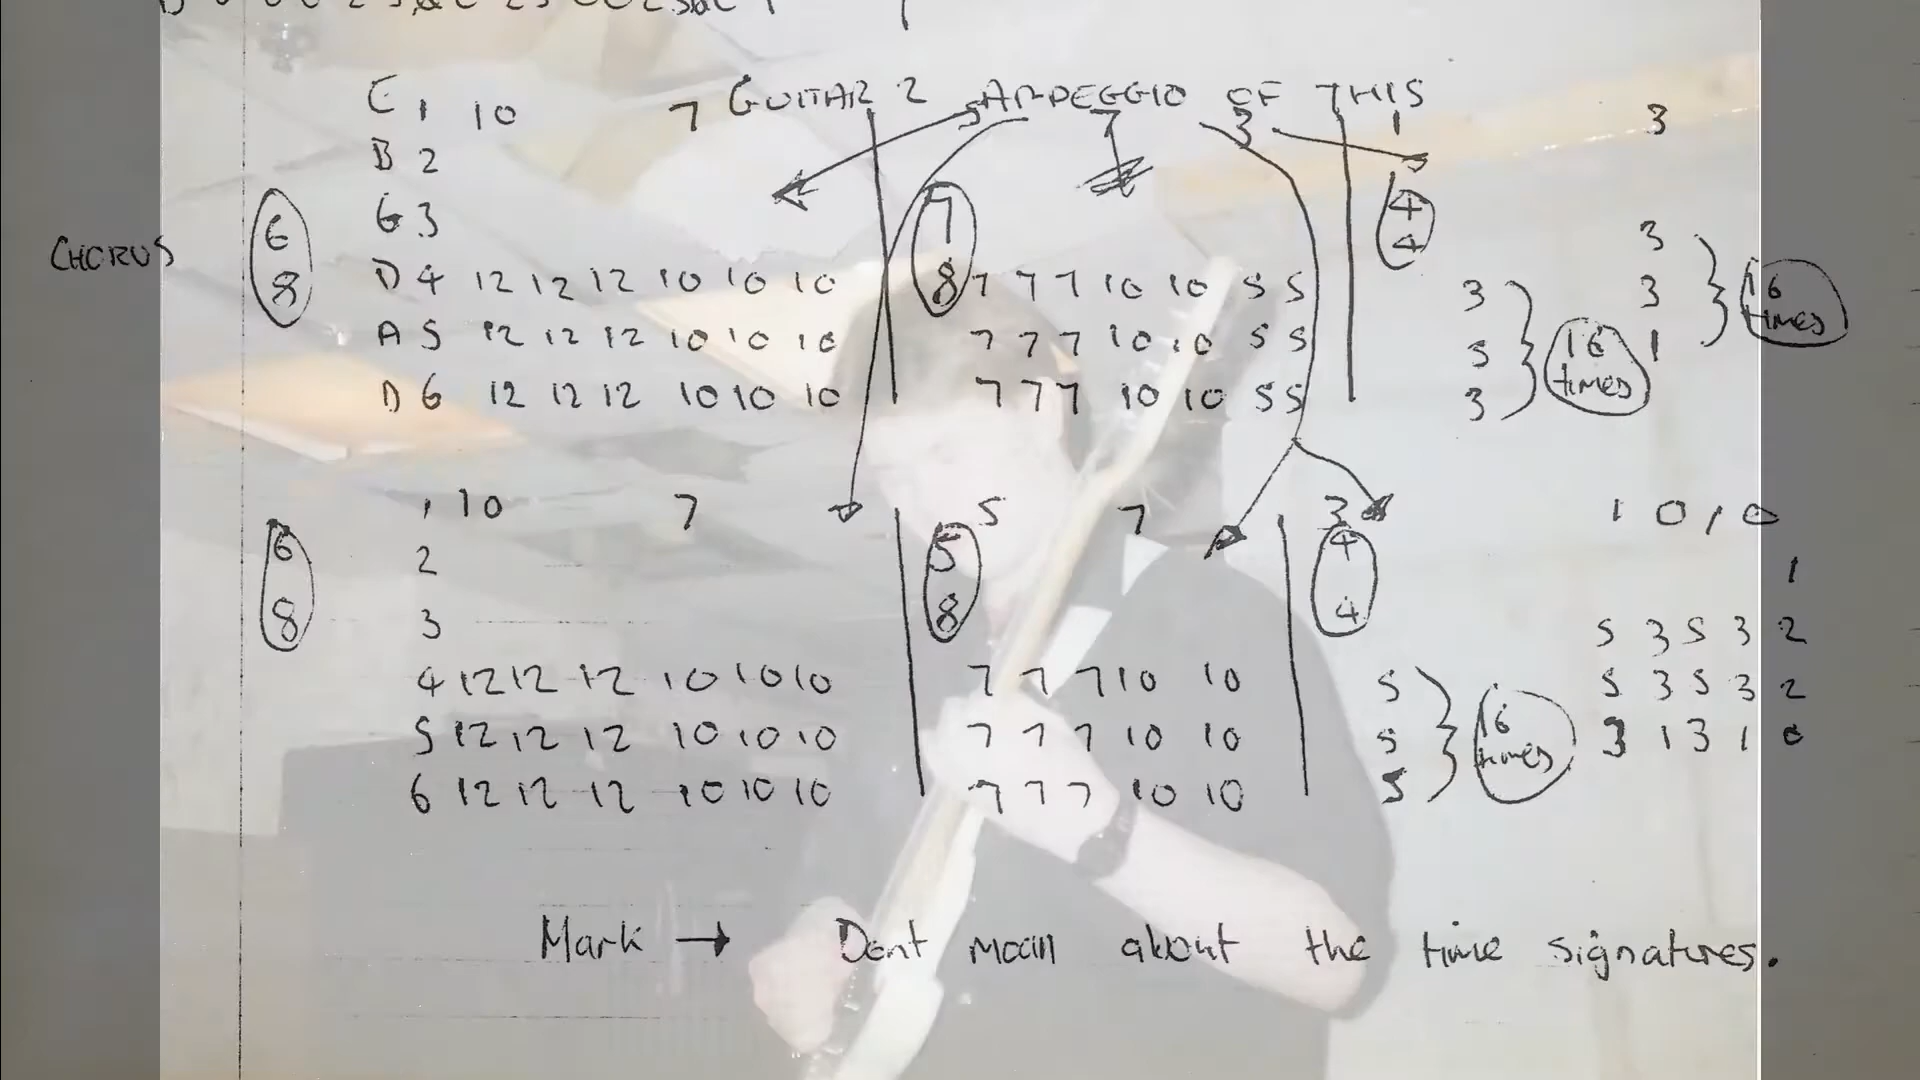 GUITAR 2 ARPEGGIO OF THIS
E 1 10 7 5 7 3 1 3
B 2
G 3
CHORUS
6 8
7 8
4 4
D 4 12 12 12 10 10 10 7 7 7 10 10 5 5
A 5 12 12 12 10 10 10 7 7 7 10 10 5 5
D 6 12 12 12 10 10 10 7 7 7 10 10 5 5
3
5
3
16 times
3
3
1
16 times
1 10 7 5 7 3 1 0 1 0
6 8
5 8
4 4
2
3
4 12 12 12 10 10 10 7 7 7 10 10
5 12 12 12 10 10 10 7 7 7 10 10
6 12 12 12 10 10 10 7 7 7 10 10
5
5
3
16 times
1
5 3 5 3 2
5 3 5 3 2
3 1 3 1 0
Mark → Dont moan about the time signatures.